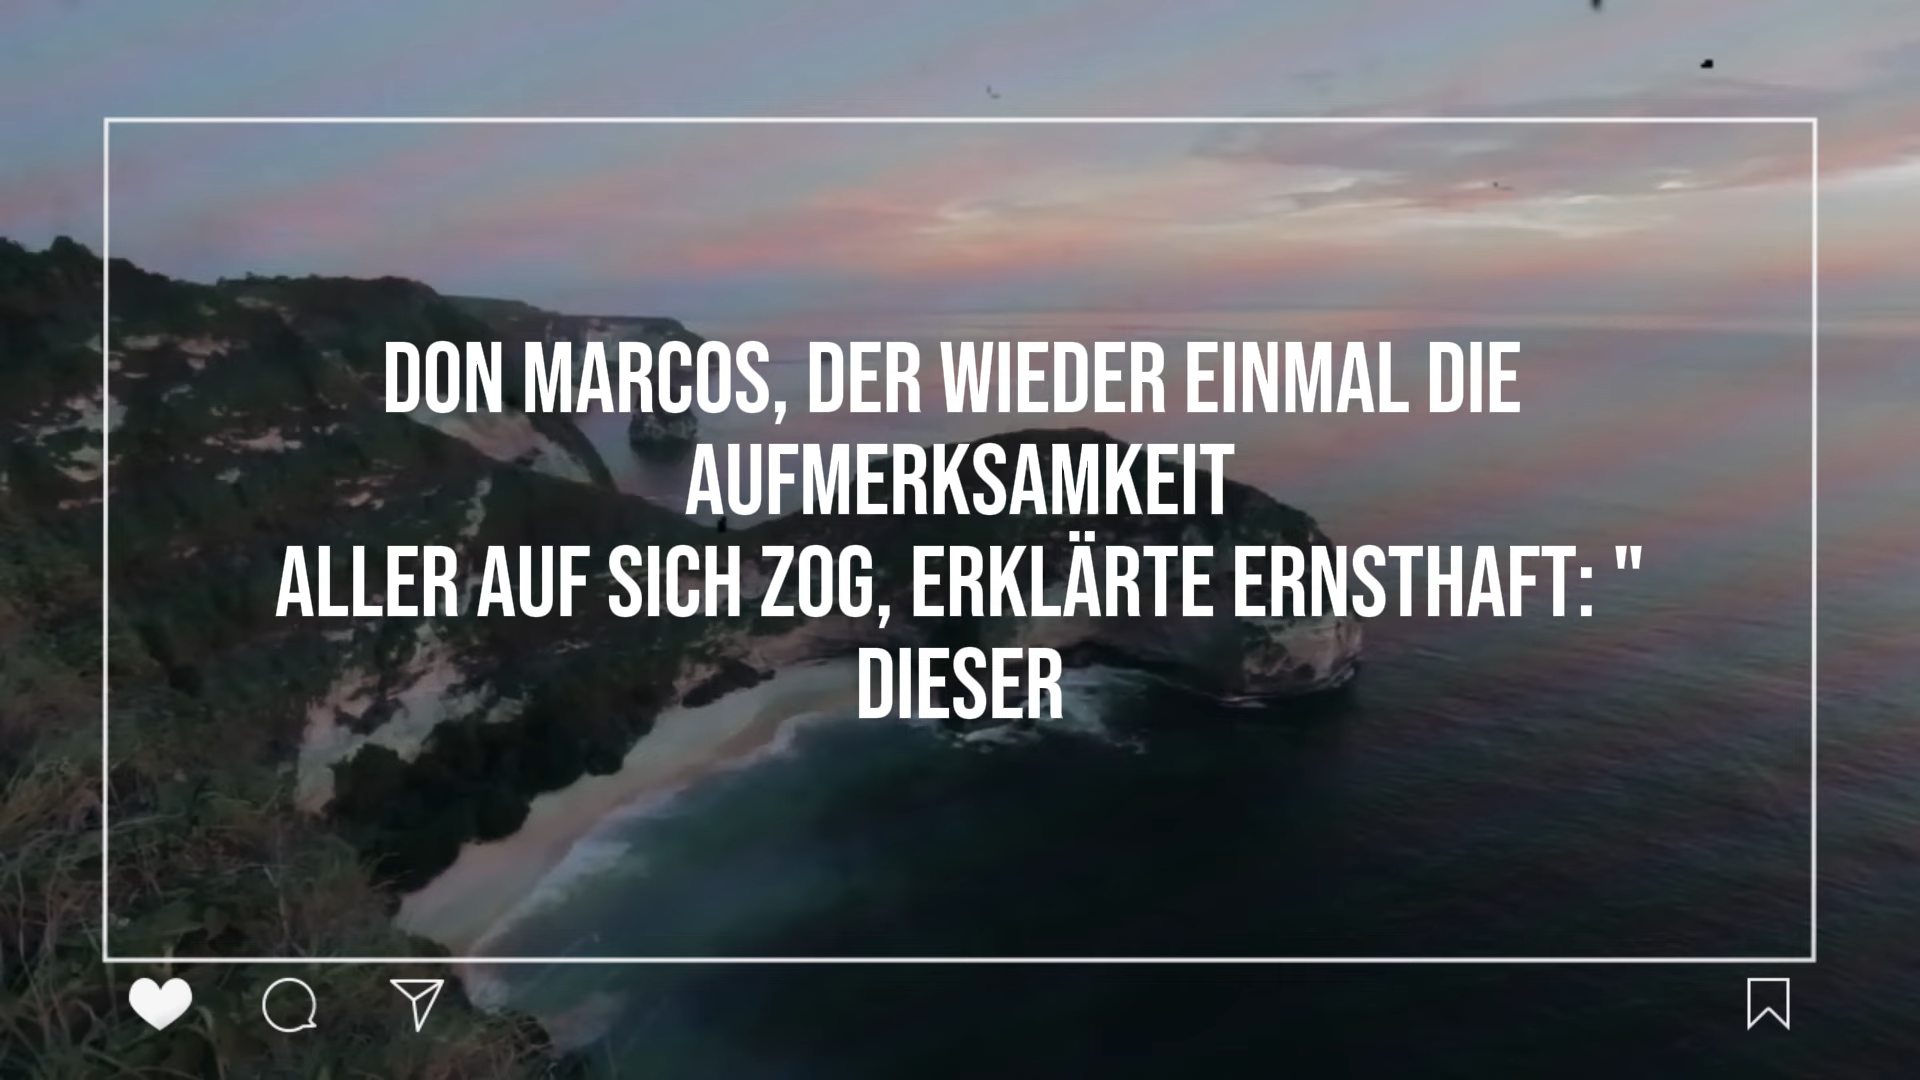 DON MARCOS, DER WIEDER EINMAL DIE
AUFMERKSAMKEIT
ALLER AUF SICH ZOG, ERKLÄRTE ERNSTHAFT: "
DIESER